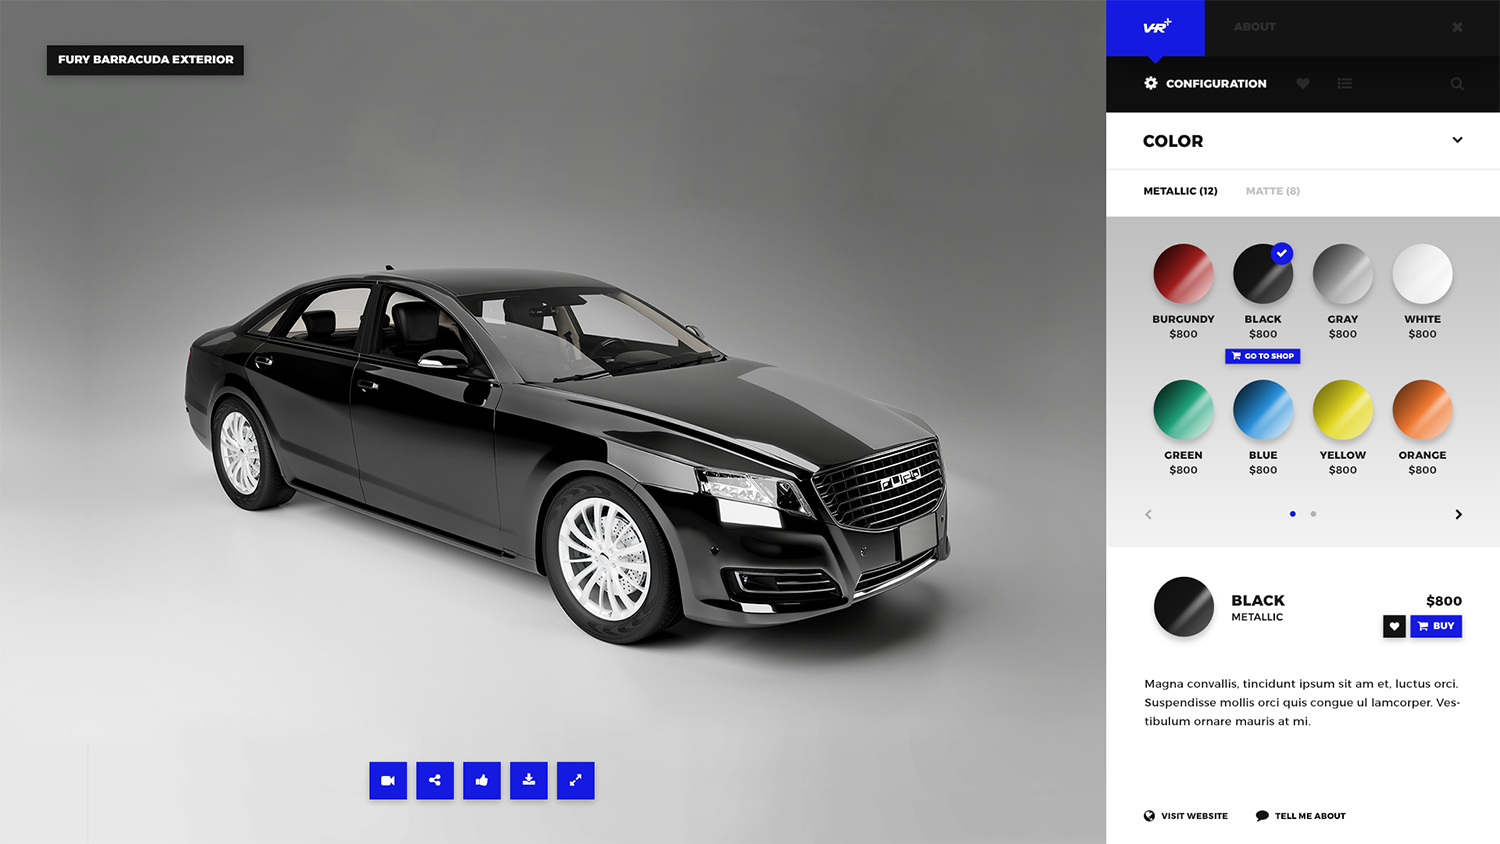 FURY BARRACUDA EXTERIOR
VR+
ABOUT
CONFIGURATION
COLOR
METALLIC (12)
MATTE (8)
BURGUNDY
$800
BLACK
$800
GO TO SHOP
GRAY
$800
WHITE
$800
GREEN
$800
BLUE
$800
YELLOW
$800
ORANGE
$800
FURY
BLACK
METALLIC
$800
BUY
Magna convallis, tincidunt ipsum sit am et, luctus orci.
Suspendisse mollis orci quis congue ul lamcorper. Ves-
tibulum ornare mauris at mi.
VISIT WEBSITE
TELL ME ABOUT